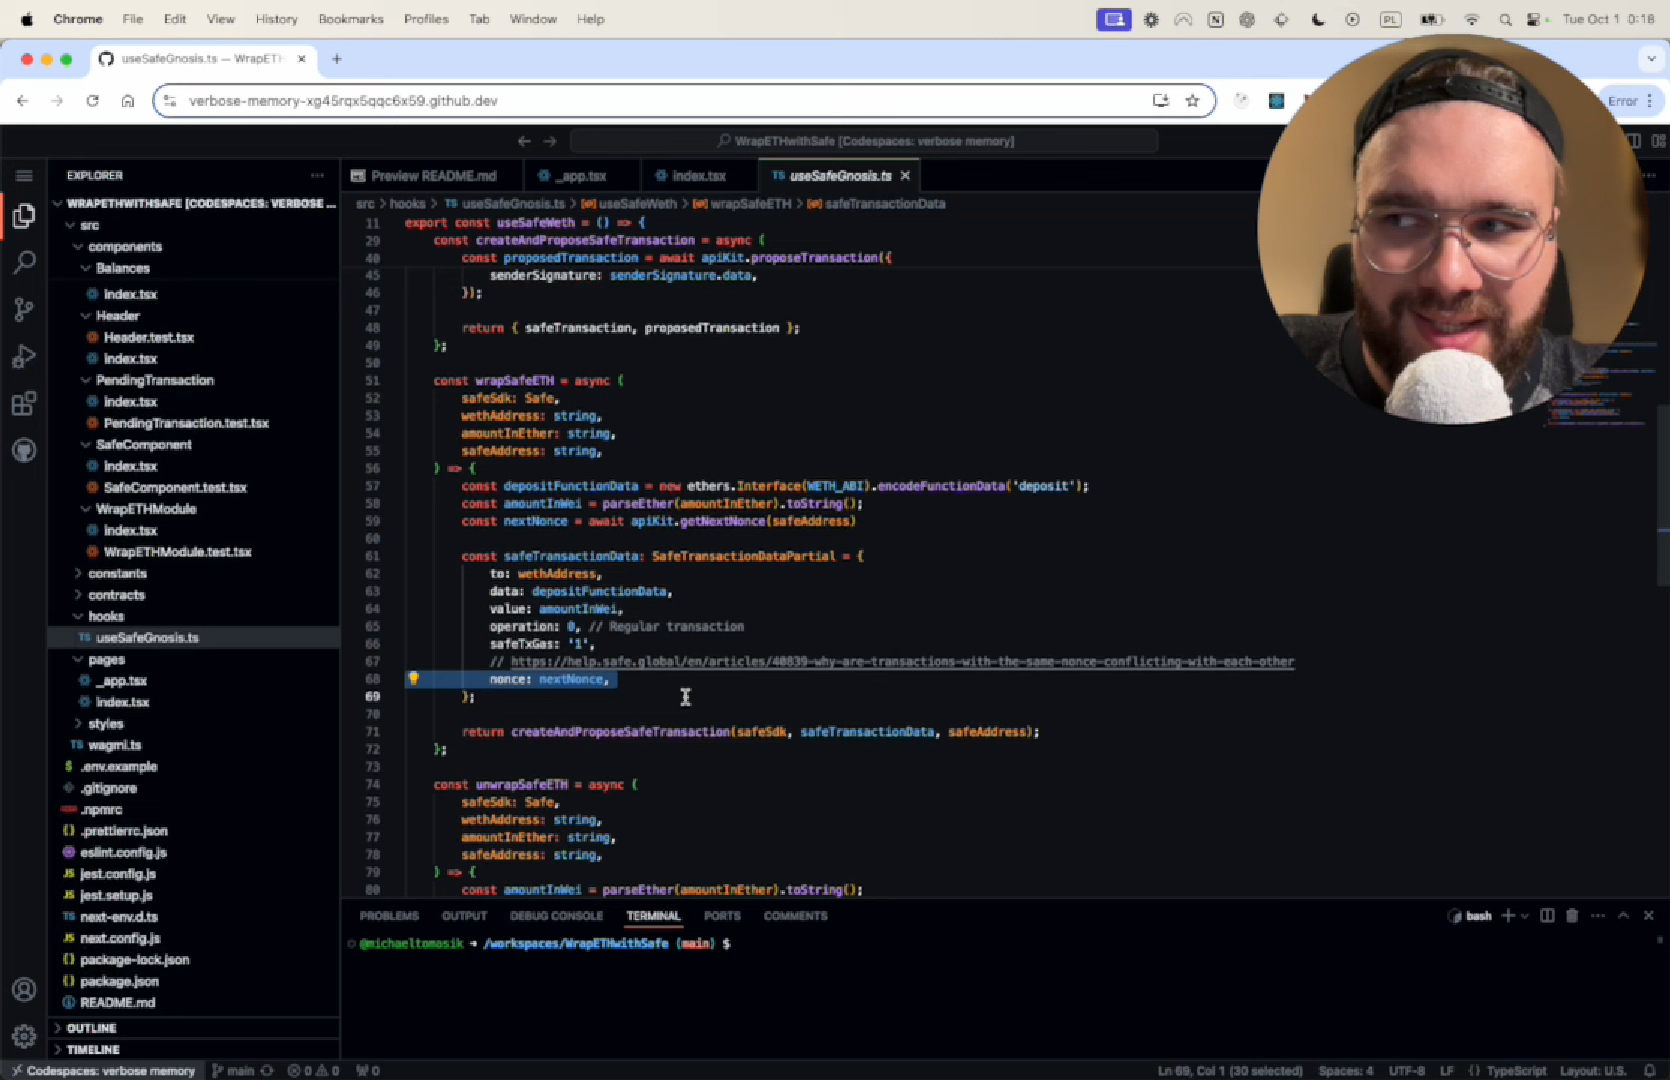 Chrome File Edit View History Bookmarks Profiles Tab Window Help PL Tue Oct 1 0:18
useSafeGnosis.ts — WrapETH
verbose-memory-xg45rqx5qqc6x59.github.dev Error
WrapETHwithSafe [Codespaces: verbose memory]
EXPLORER
WRAPETHWITHSAFE [CODESPACES: VERBOSE ...
src
components
Balances
index.tsx
Header
Header.test.tsx
index.tsx
PendingTransaction
index.tsx
PendingTransaction.test.tsx
SafeComponent
index.tsx
SafeComponent.test.tsx
WrapETHModule
index.tsx
WrapETHModule.test.tsx
constants
contracts
hooks
TS useSafeGnosis.ts
pages
_app.tsx
index.tsx
styles
TS wagmi.ts
$ .env.example
.gitignore
.npmrc
{} .prettierrc.json
eslint.config.js
JS jest.config.js
JS jest.setup.js
TS next-env.d.ts
JS next.config.js
{} package-lock.json
{} package.json
README.md
OUTLINE
TIMELINE
Preview README.md _app.tsx index.tsx TS useSafeGnosis.ts
src > hooks > TS useSafeGnosis.ts > useSafeWeth > wrapSafeETH > safeTransactionData
11 export const useSafeWeth = () => {
29 const createAndProposeSafeTransaction = async (
40 const proposedTransaction = await apiKit.proposeTransaction({
45 senderSignature: senderSignature.data,
46 });
47
48 return { safeTransaction, proposedTransaction };
49 };
50
51 const wrapSafeETH = async (
52 safeSdk: Safe,
53 wethAddress: string,
54 amountInEther: string,
55 safeAddress: string,
56 ) => {
57 const depositFunctionData = new ethers.Interface(WETH_ABI).encodeFunctionData('deposit');
58 const amountInWei = parseEther(amountInEther).toString();
59 const nextNonce = await apiKit.getNextNonce(safeAddress)
60
61 const safeTransactionData: SafeTransactionDataPartial = {
62 to: wethAddress,
63 data: depositFunctionData,
64 value: amountInWei,
65 operation: 0, // Regular transaction
66 safeTxGas: '1',
67 // https://help.safe.global/en/articles/40839-why-are-transactions-with-the-same-nonce-conflicting-with-each-other
68 nonce: nextNonce,
69 };
70
71 return createAndProposeSafeTransaction(safeSdk, safeTransactionData, safeAddress);
72 };
73
74 const unwrapSafeETH = async (
75 safeSdk: Safe,
76 wethAddress: string,
77 amountInEther: string,
78 safeAddress: string,
79 ) => {
80 const amountInWei = parseEther(amountInEther).toString();
PROBLEMS OUTPUT DEBUG CONSOLE TERMINAL PORTS COMMENTS bash
@michaeltomasik → /workspaces/WrapETHwithSafe (main) $
Codespaces: verbose memory main 0 0 0 Ln 69, Col 1 (30 selected) Spaces: 4 UTF-8 LF {} TypeScript Layout: U.S.